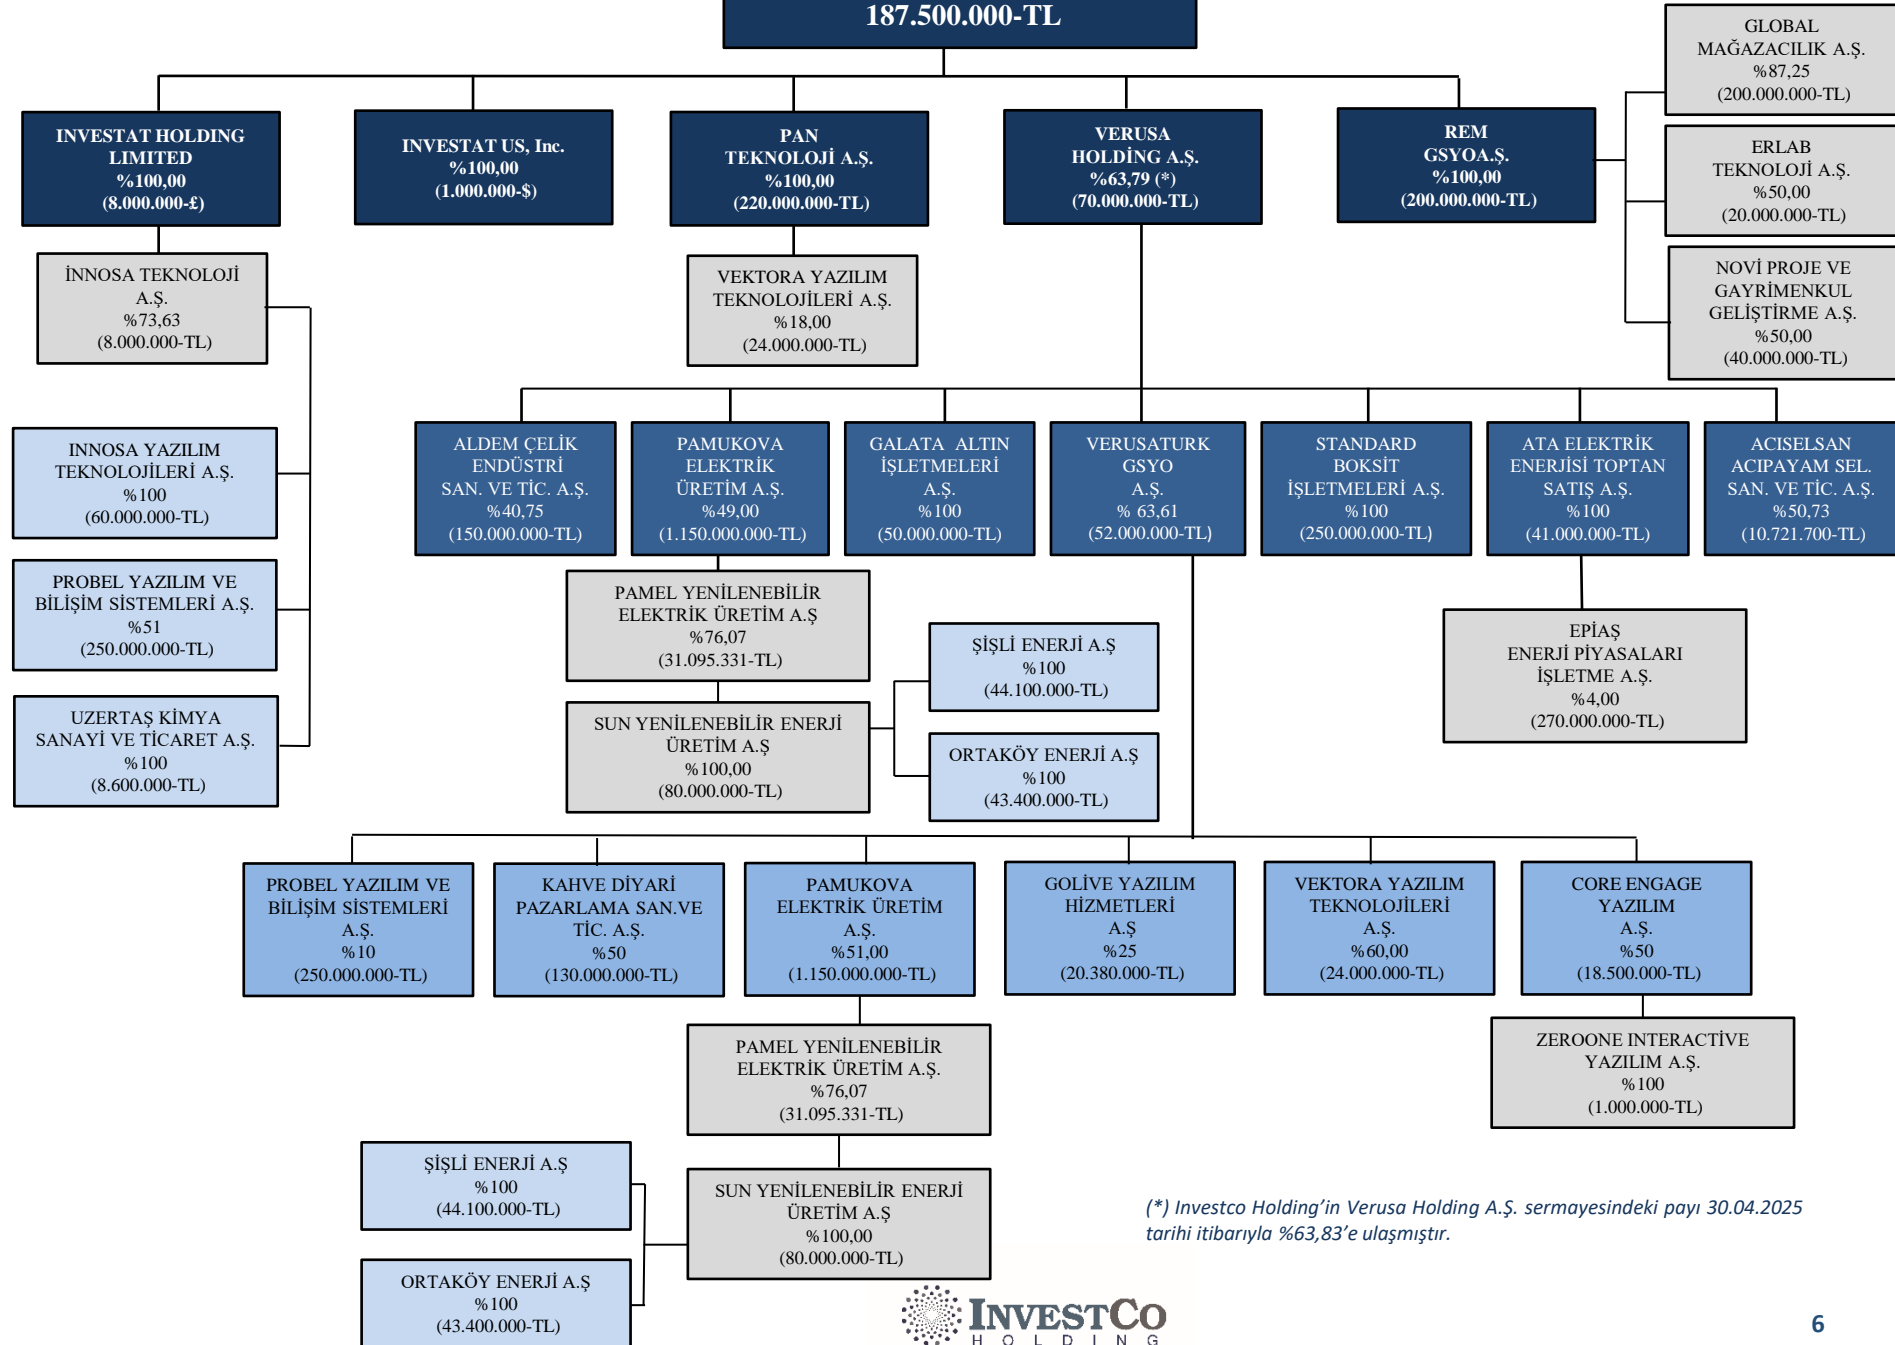 187.500.000-TL
INVESTAT HOLDING
LIMITED
%100,00
(8.000.000-£)
INVESTAT US, Inc.
%100,00
(1.000.000-$)
PAN
TEKNOLOJİ A.Ş.
%100,00
(220.000.000-TL)
VERUSA
HOLDİNG A.Ş.
%63,79 (*)
(70.000.000-TL)
REM
GSYOA.Ş.
%100,00
(200.000.000-TL)
GLOBAL
MAĞAZACILIK A.Ş.
%87,25
(200.000.000-TL)
ERLAB
TEKNOLOJİ A.Ş.
%50,00
(20.000.000-TL)
NOVİ PROJE VE
GAYRİMENKUL
GELİŞTİRME A.Ş.
%50,00
(40.000.000-TL)
İNNOSA TEKNOLOJİ
A.Ş.
%73,63
(8.000.000-TL)
VEKTORA YAZILIM
TEKNOLOJİLERİ A.Ş.
%18,00
(24.000.000-TL)
INNOSA YAZILIM
TEKNOLOJİLERİ A.Ş.
%100
(60.000.000-TL)
PROBEL YAZILIM VE
BİLİŞİM SİSTEMLERİ A.Ş.
%51
(250.000.000-TL)
UZERTAŞ KİMYA
SANAYİ VE TİCARET A.Ş.
%100
(8.600.000-TL)
ALDEM ÇELİK
ENDÜSTRİ
SAN. VE TİC. A.Ş.
%40,75
(150.000.000-TL)
PAMUKOVA
ELEKTRİK
ÜRETİM A.Ş.
%49,00
(1.150.000.000-TL)
GALATA ALTIN
İŞLETMELERİ
A.Ş.
%100
(50.000.000-TL)
VERUSATURK
GSYO
A.Ş.
% 63,61
(52.000.000-TL)
STANDARD
BOKSİT
İŞLETMELERİ A.Ş.
%100
(250.000.000-TL)
ATA ELEKTRİK
ENERJİSİ TOPTAN
SATIŞ A.Ş.
%100
(41.000.000-TL)
ACISELSAN
ACIPAYAM SEL.
SAN. VE TİC. A.Ş.
%50,73
(10.721.700-TL)
PAMEL YENİLENEBİLİR
ELEKTRİK ÜRETİM A.Ş
%76,07
(31.095.331-TL)
SUN YENİLENEBİLİR ENERJİ
ÜRETİM A.Ş
%100,00
(80.000.000-TL)
ŞİŞLİ ENERJİ A.Ş
%100
(44.100.000-TL)
ORTAKÖY ENERJİ A.Ş
%100
(43.400.000-TL)
EPİAŞ
ENERJİ PİYASALARI
İŞLETME A.Ş.
%4,00
(270.000.000-TL)
PROBEL YAZILIM VE
BİLİŞİM SİSTEMLERİ
A.Ş.
%10
(250.000.000-TL)
KAHVE DİYARİ
PAZARLAMA SAN.VE
TİC. A.Ş.
%50
(130.000.000-TL)
PAMUKOVA
ELEKTRİK ÜRETİM
A.Ş.
%51,00
(1.150.000.000-TL)
GOLİVE YAZILIM
HİZMETLERİ
A.Ş
%25
(20.380.000-TL)
VEKTORA YAZILIM
TEKNOLOJİLERİ
A.Ş.
%60,00
(24.000.000-TL)
CORE ENGAGE
YAZILIM
A.Ş.
%50
(18.500.000-TL)
PAMEL YENİLENEBİLİR
ELEKTRİK ÜRETİM A.Ş.
%76,07
(31.095.331-TL)
ZEROONE INTERACTİVE
YAZILIM A.Ş.
%100
(1.000.000-TL)
ŞİŞLİ ENERJİ A.Ş
%100
(44.100.000-TL)
SUN YENİLENEBİLİR ENERJİ
ÜRETİM A.Ş
%100,00
(80.000.000-TL)
ORTAKÖY ENERJİ A.Ş
%100
(43.400.000-TL)
(*) Investco Holding'in Verusa Holding A.Ş. sermayesindeki payı 30.04.2025
tarihi itibarıyla %63,83'e ulaşmıştır.
INVESTCO
HOLDING
6